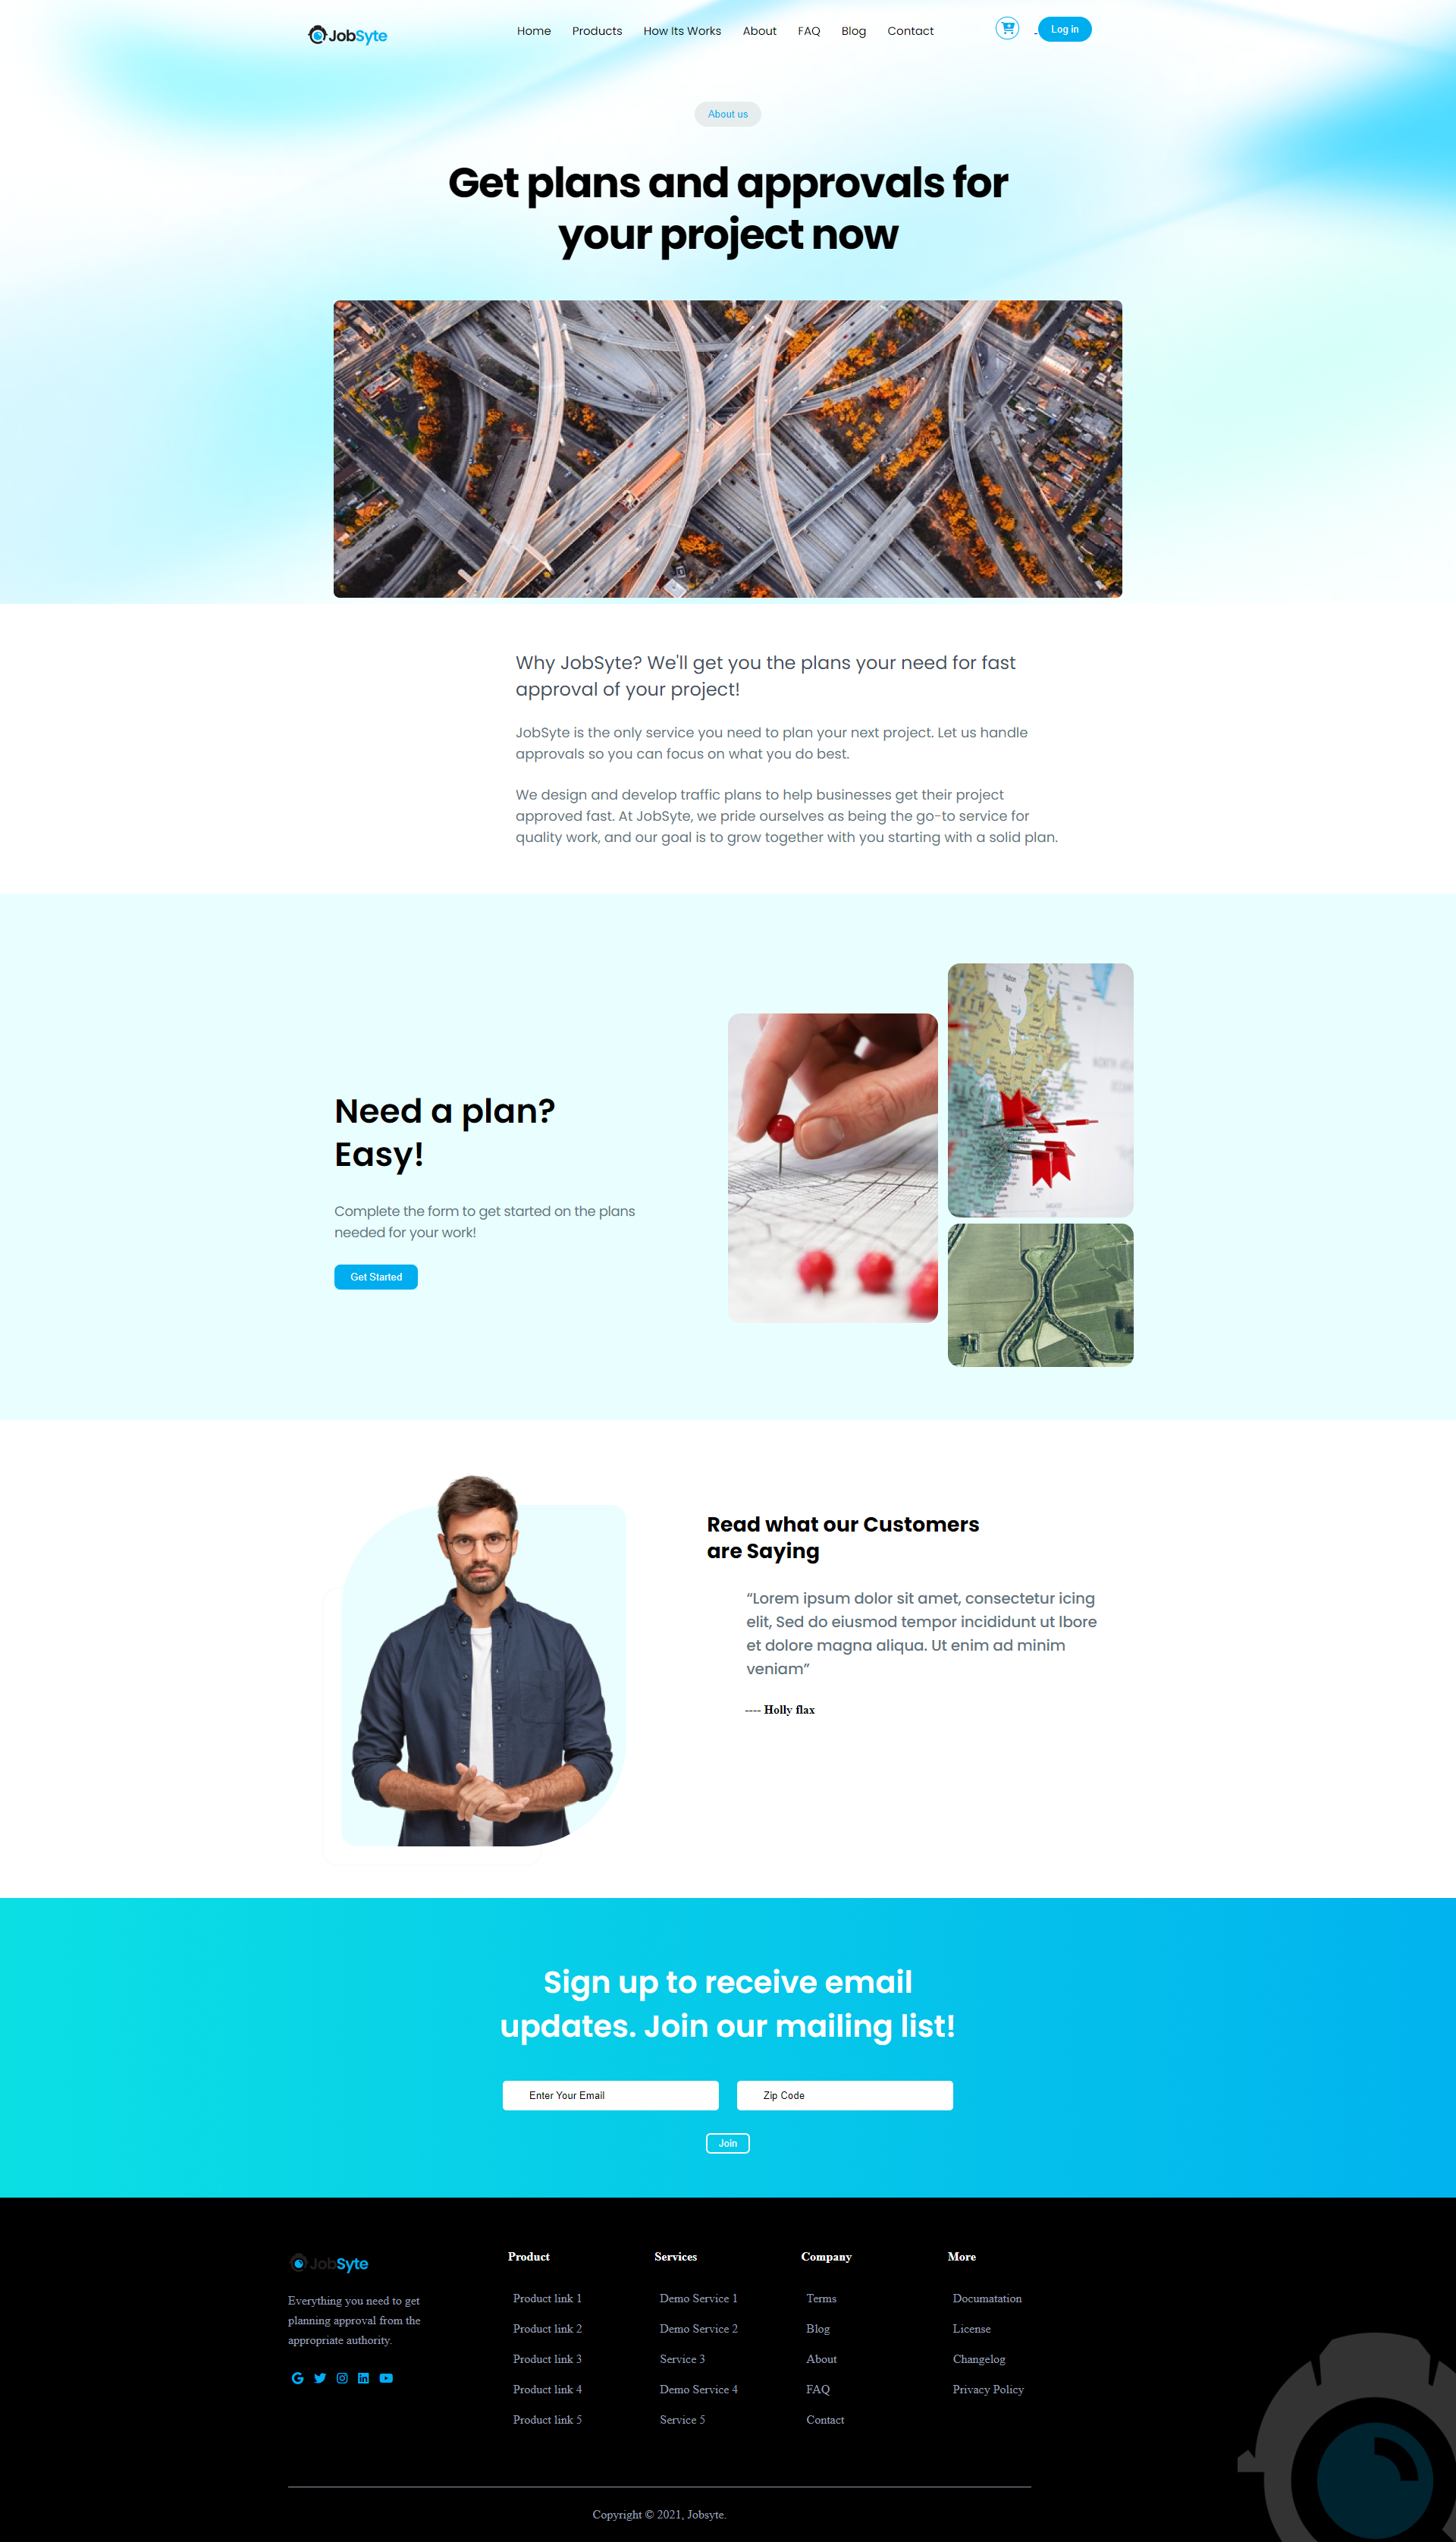 JobSyte
Home Products How Its Works About FAQ Blog Contact
Log in
About us
Get plans and approvals for
your project now
Why JobSyte? We'll get you the plans your need for fast
approval of your project!
JobSyte is the only service you need to plan your next project. Let us handle
approvals so you can focus on what you do best.
We design and develop traffic plans to help businesses get their project
approved fast. At JobSyte, we pride ourselves as being the go-to service for
quality work, and our goal is to grow together with you starting with a solid plan.
Need a plan?
Easy!
Complete the form to get started on the plans
needed for your work!
Get Started
Read what our Customers
are Saying
“Lorem ipsum dolor sit amet, consectetur icing
elit, Sed do eiusmod tempor incididunt ut lbore
et dolore magna aliqua. Ut enim ad minim
veniam”
---- Holly flax
Sign up to receive email
updates. Join our mailing list!
Enter Your Email
Zip Code
Join
JobSyte
Everything you need to get
planning approval from the
appropriate authority.
Product
Product link 1
Product link 2
Product link 3
Product link 4
Product link 5
Services
Demo Service 1
Demo Service 2
Service 3
Demo Service 4
Service 5
Company
Terms
Blog
About
FAQ
Contact
More
Documatation
License
Changelog
Privacy Policy
Copyright © 2021, Jobsyte.